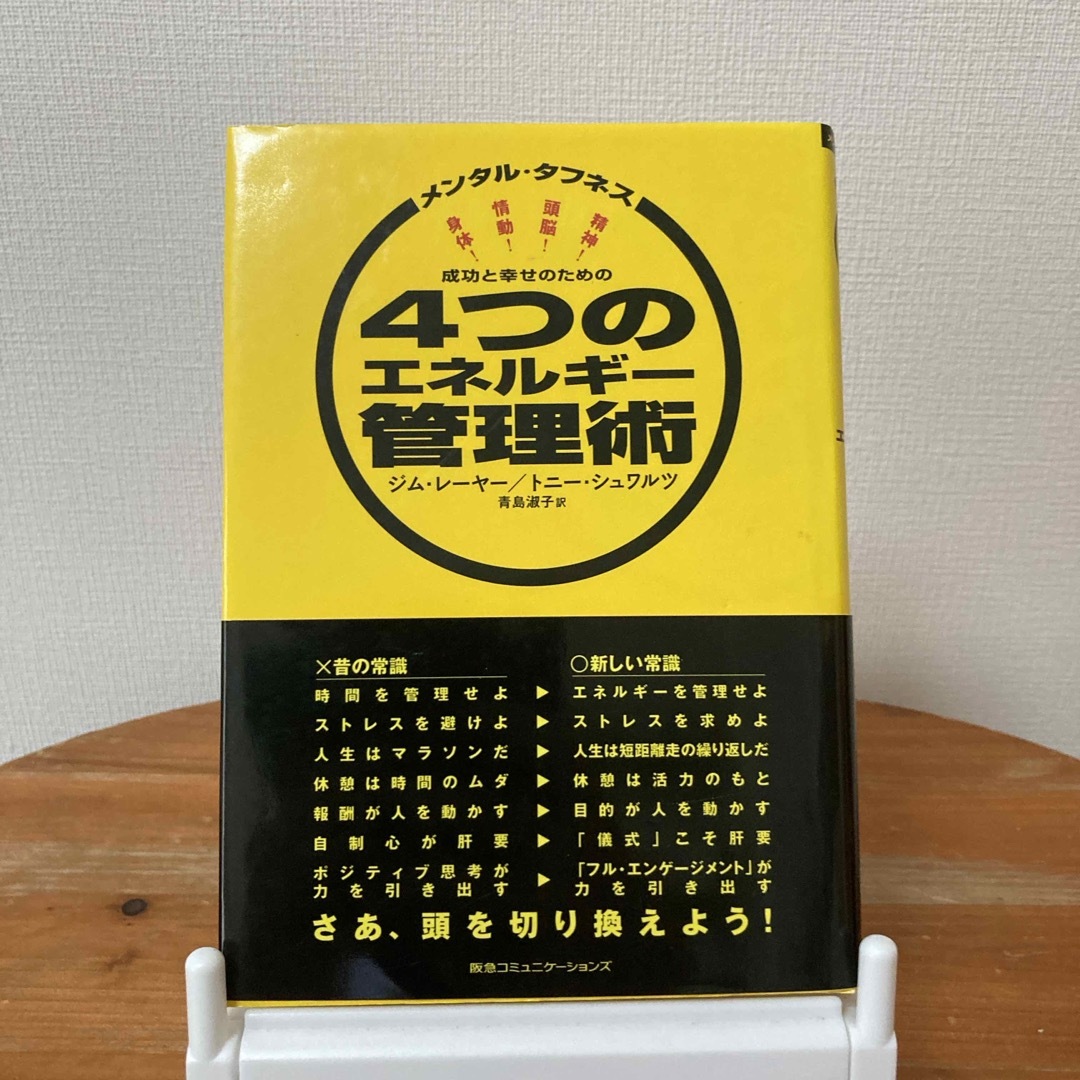 メンタル・タフネス
身体！
情動！
頭脳！
精神！
成功と幸せのための
4つの
エネルギー
管理術
ジム・レーヤー／トニー・シュワルツ
青島淑子訳
×昔の常識 ○新しい常識
時間を管理せよ ▶ エネルギーを管理せよ
ストレスを避けよ ▶ ストレスを求めよ
人生はマラソンだ ▶ 人生は短距離走の繰り返しだ
休憩は時間のムダ ▶ 休憩は活力のもと
報酬が人を動かす ▶ 目的が人を動かす
自制心が肝要 ▶ 「儀式」こそ肝要
ポジティブ思考が力を引き出す ▶ 「フル・エンゲージメント」が力を引き出す
さあ、頭を切り換えよう！
阪急コミュニケーションズ